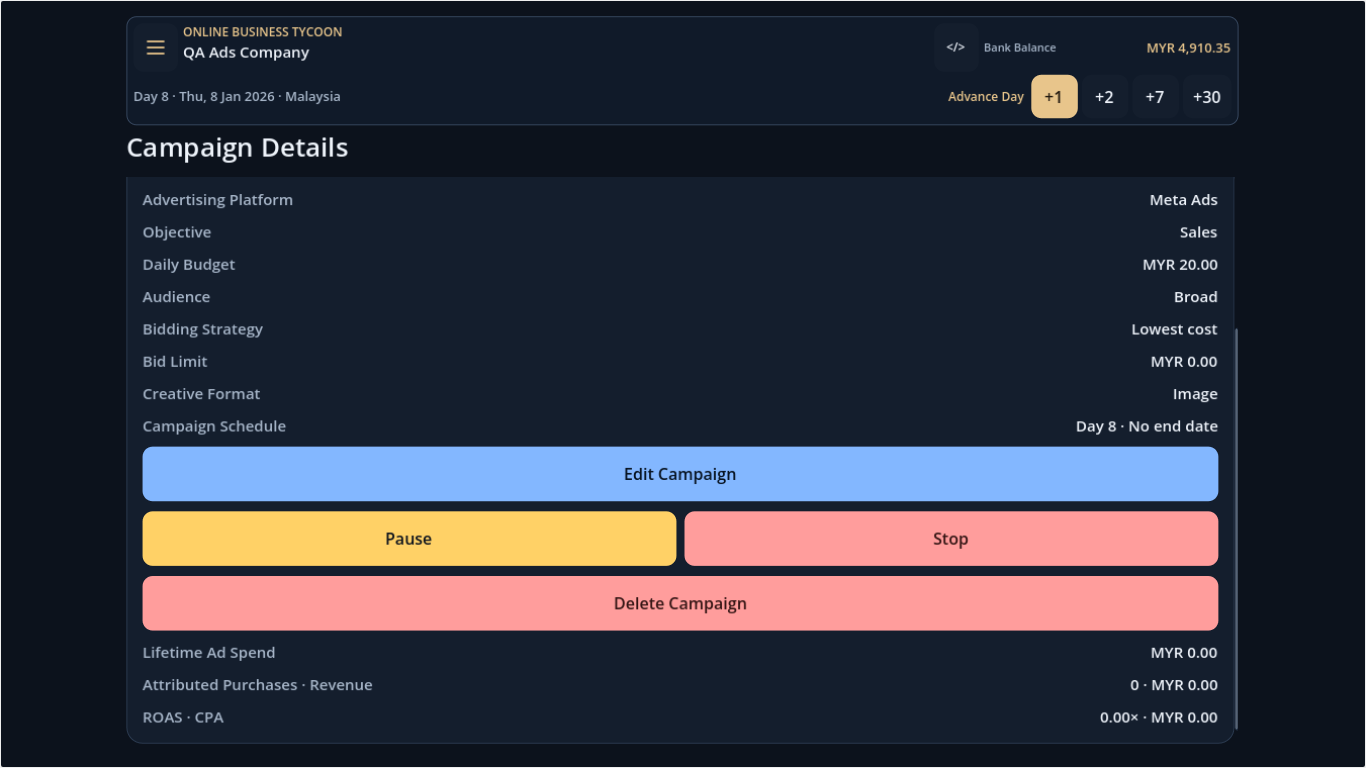 ONLINE BUSINESS TYCOON
QA Ads Company
</> Bank Balance MYR 4,910.35
Day 8 · Thu, 8 Jan 2026 · Malaysia
Advance Day +1 +2 +7 +30
Campaign Details
Advertising Platform Meta Ads
Objective Sales
Daily Budget MYR 20.00
Audience Broad
Bidding Strategy Lowest cost
Bid Limit MYR 0.00
Creative Format Image
Campaign Schedule Day 8 · No end date
Edit Campaign
Pause Stop
Delete Campaign
Lifetime Ad Spend MYR 0.00
Attributed Purchases · Revenue 0 · MYR 0.00
ROAS · CPA 0.00× · MYR 0.00